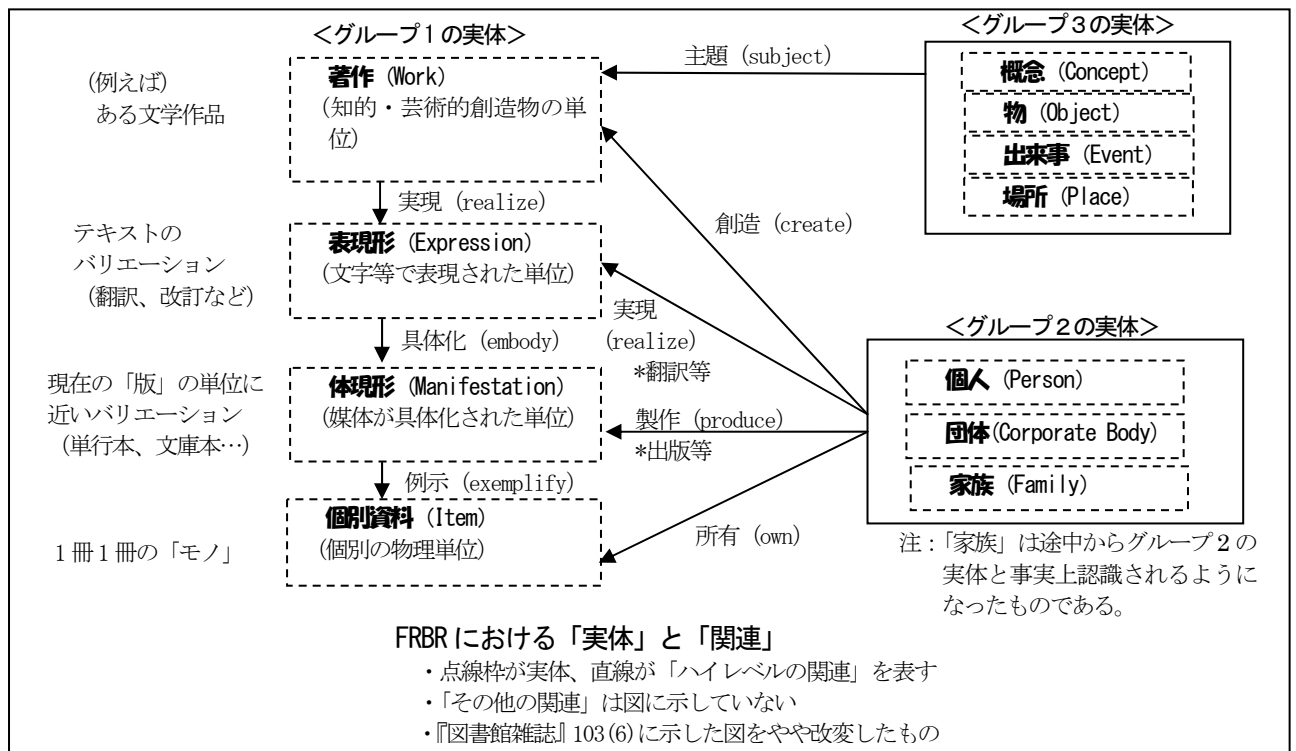 <グループ1の実体>
(例えば)
ある文学作品
著作 (Work)
(知的・芸術的創造物の単
位)
実現 (realize)
テキストの
バリエーション
(翻訳、改訂など)
表現形 (Expression)
(文字等で表現された単位)
具体化 (embody)
現在の「版」の単位に
近いバリエーション
(単行本、文庫本…)
体現形 (Manifestation)
(媒体が具体化された単位)
例示 (exemplify)
1冊1冊の「モノ」
個別資料 (Item)
(個別の物理単位)
主題 (subject)
創造 (create)
実現
(realize)
*翻訳等
製作 (produce)
*出版等
所有 (own)
<グループ3の実体>
概念 (Concept)
物 (Object)
出来事 (Event)
場所 (Place)
<グループ2の実体>
個人 (Person)
団体(Corporate Body)
家族 (Family)
注:「家族」は途中からグループ2の
実体と事実上認識されるように
なったものである。
FRBRにおける「実体」と「関連」
・点線枠が実体、直線が「ハイレベルの関連」を表す
・「その他の関連」は図に示していない
・『図書館雑誌』103(6)に示した図をやや改変したもの